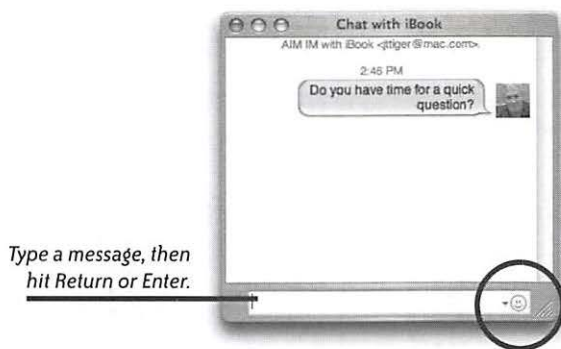 Chat with iBook
AIM IM with iBook <jttiger@mac.com>
2:46 PM
Do you have time for a quick
question?
Type a message, then
hit Return or Enter.